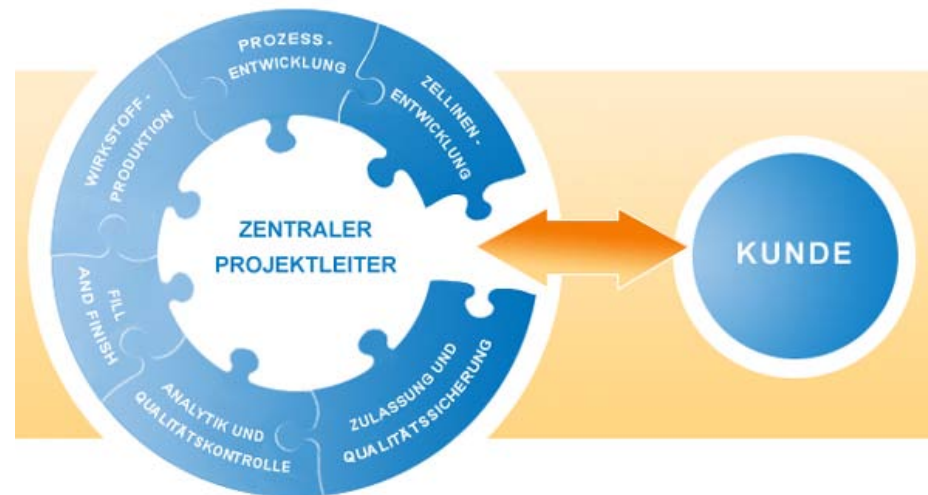 PROZESS-
ENTWICKLUNG
ZELLINEN-
ENTWICKLUNG
WIRKSTOFF-
PRODUKTION
ZENTRALER
PROJEKTLEITER
KUNDE
FILL
AND FINISH
ANALYTIK UND
QUALITÄTSKONTROLLE
ZULASSUNG UND
QUALITÄTSSICHERUNG